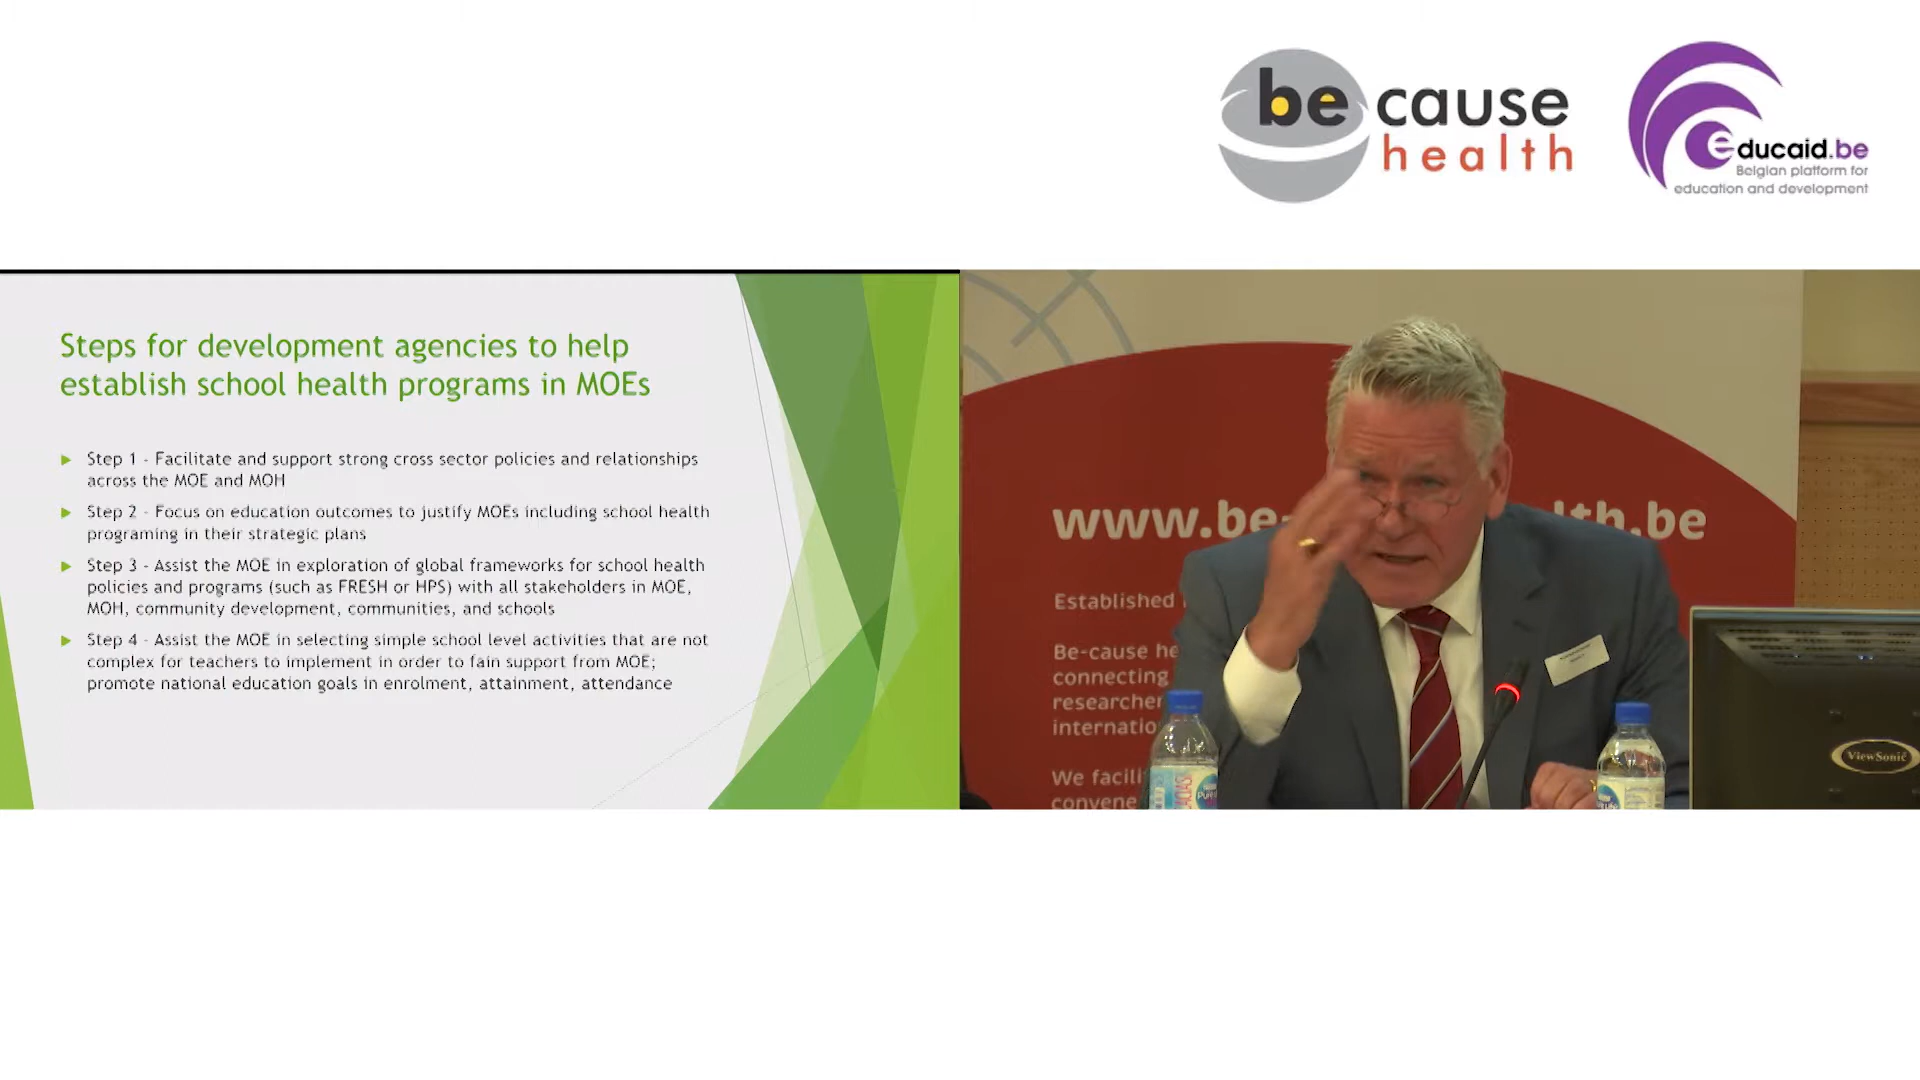 be cause
health
educaid.be
Belgian platform for
education and development
Steps for development agencies to help
establish school health programs in MOEs
Step 1 - Facilitate and support strong cross sector policies and relationships
across the MOE and MOH
Step 2 - Focus on education outcomes to justify MOEs including school health
programing in their strategic plans
Step 3 - Assist the MOE in exploration of global frameworks for school health
policies and programs (such as FRESH or HPS) with all stakeholders in MOE,
MOH, community development, communities, and schools
Step 4 - Assist the MOE in selecting simple school level activities that are not
complex for teachers to implement in order to fain support from MOE;
promote national education goals in enrolment, attainment, attendance
www.be- lth.be
Established
Be-cause he
connecting
researcher
internatio
We facili
convene
ViewSonic